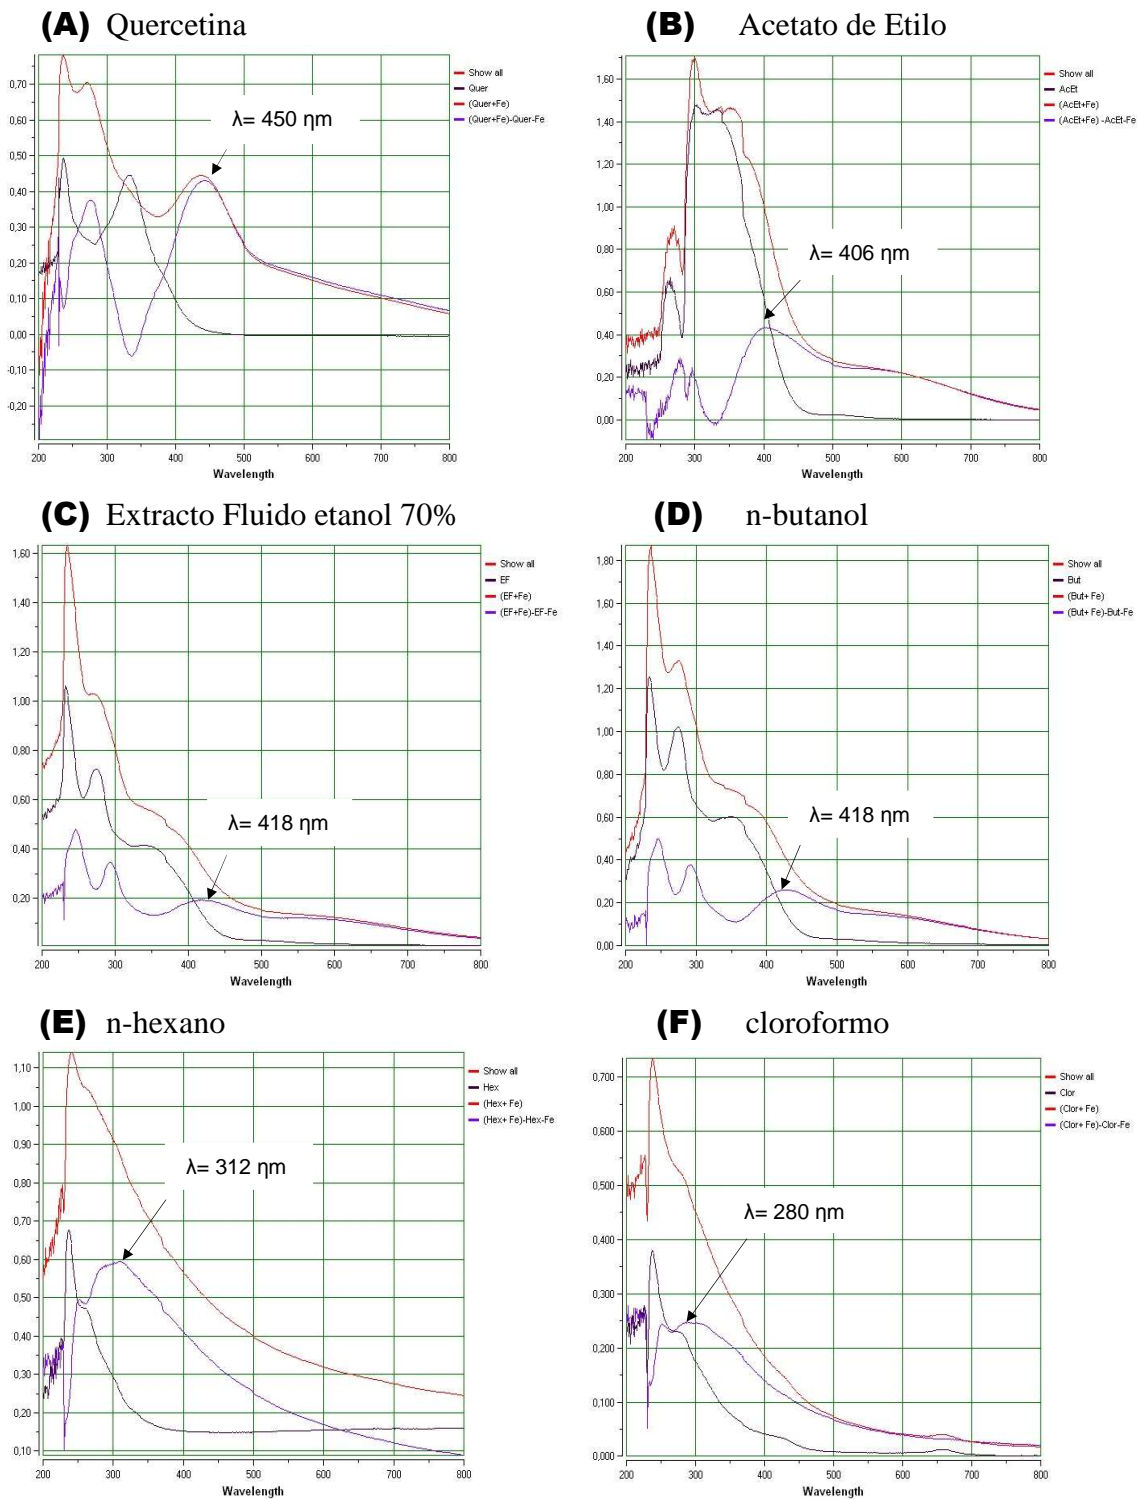 (A) Quercetina
0,70
0,60
0,50
0,40
0,30
0,20
0,10
0,00
-0,10
-0,20
200 300 400 500 600 700 800
Wavelength
Show all
Quer
(Quer+Fe)
(Quer+Fe)-Quer-Fe
λ= 450 ηm
(B) Acetato de Etilo
1,60
1,40
1,20
1,00
0,80
0,60
0,40
0,20
0,00
200 300 400 500 600 700 800
Wavelength
Show all
AcEt
(AcEt+Fe)
(AcEt+Fe) -AcEt-Fe
λ= 406 ηm
(C) Extracto Fluido etanol 70%
1,60
1,40
1,20
1,00
0,80
0,60
0,40
0,20
200 300 400 500 600 700 800
Wavelength
Show all
EF
(EF+Fe)
(EF+Fe)-EF-Fe
λ= 418 ηm
(D) n-butanol
1,80
1,60
1,40
1,20
1,00
0,80
0,60
0,40
0,20
0,00
200 300 400 500 600 700 800
Wavelength
Show all
But
(But+ Fe)
(But+ Fe)-But-Fe
λ= 418 ηm
(E) n-hexano
1,10
1,00
0,90
0,80
0,70
0,60
0,50
0,40
0,30
0,20
0,10
200 300 400 500 600 700 800
Wavelength
Show all
Hex
(Hex+ Fe)
(Hex+ Fe)-Hex-Fe
λ= 312 ηm
(F) cloroformo
0,700
0,600
0,500
0,400
0,300
0,200
0,100
0,000
200 300 400 500 600 700 800
Wavelength
Show all
Clor
(Clor+ Fe)
(Clor+ Fe)-Clor-Fe
λ= 280 ηm